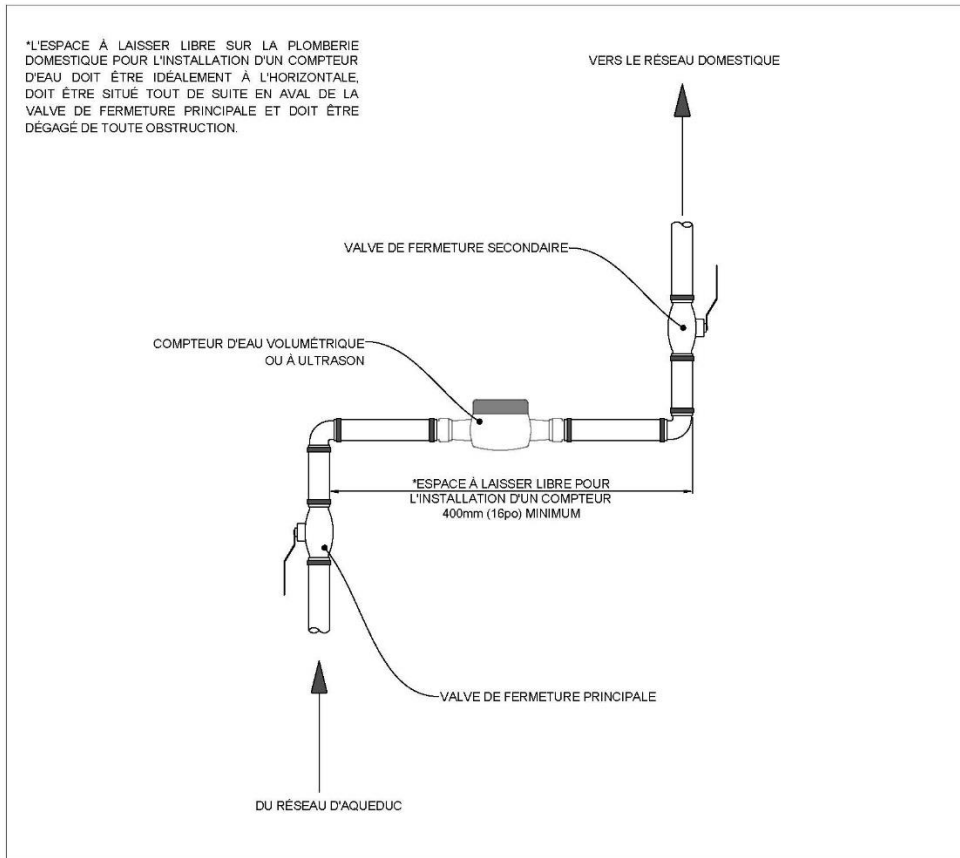 *L'ESPACE À LAISSER LIBRE SUR LA PLOMBERIE
DOMESTIQUE POUR L'INSTALLATION D'UN COMPTEUR
D'EAU DOIT ÊTRE IDÉALEMENT À L'HORIZONTALE,
DOIT ÊTRE SITUÉ TOUT DE SUITE EN AVAL DE LA
VALVE DE FERMETURE PRINCIPALE ET DOIT ÊTRE
DÉGAGÉ DE TOUTE OBSTRUCTION.
VERS LE RÉSEAU DOMESTIQUE
VALVE DE FERMETURE SECONDAIRE
COMPTEUR D'EAU VOLUMÉTRIQUE
OU À ULTRASON
*ESPACE À LAISSER LIBRE POUR
L'INSTALLATION D'UN COMPTEUR
400mm (16po) MINIMUM
VALVE DE FERMETURE PRINCIPALE
DU RÉSEAU D'AQUEDUC